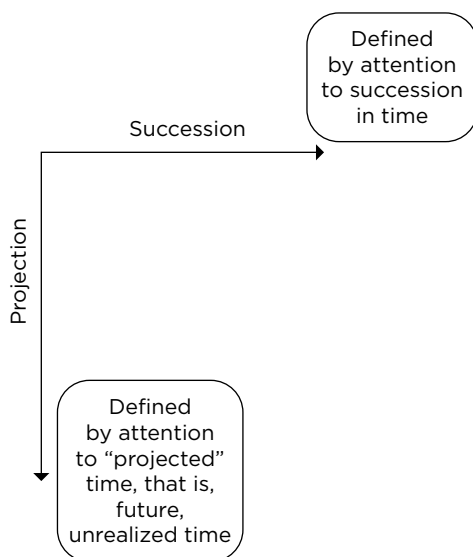 Defined
by attention
to succession
in time
Succession
Projection
Defined
by attention
to “projected”
time, that is,
future,
unrealized time